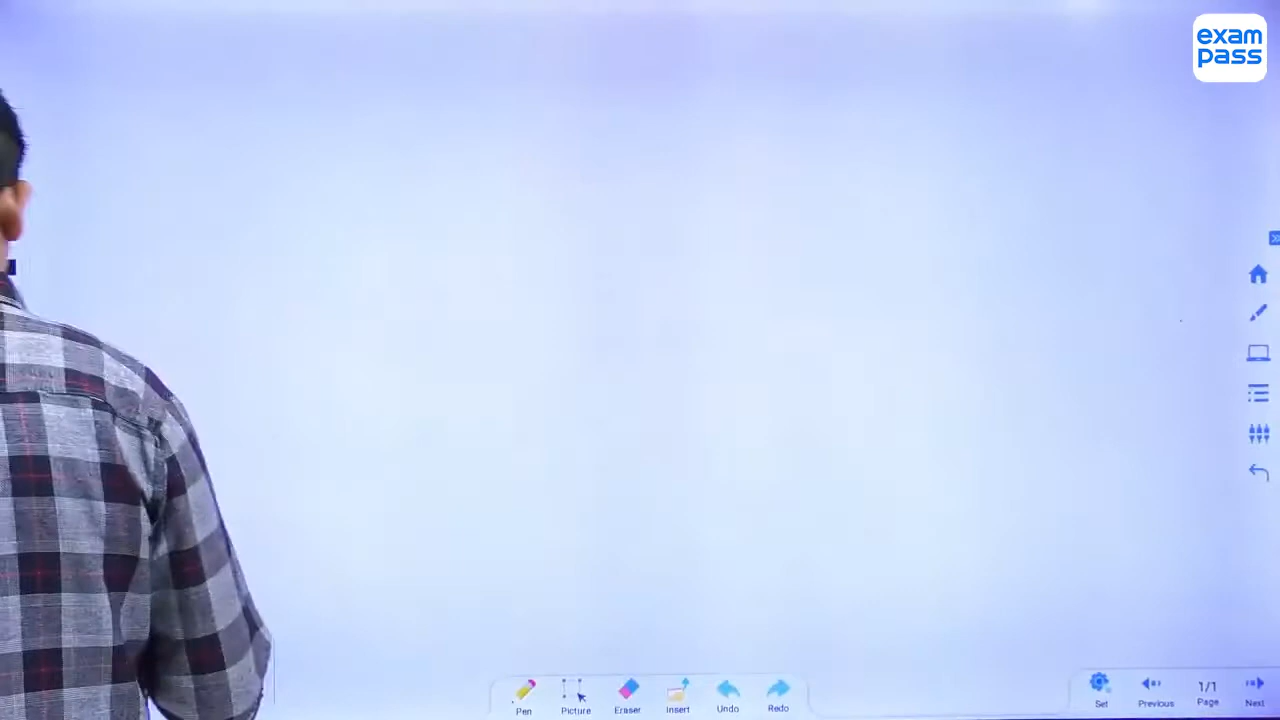 exam
pass
Pen
Picture
Eraser
Insert
Undo
Redo
Set
Previous
1/1
Page
Next